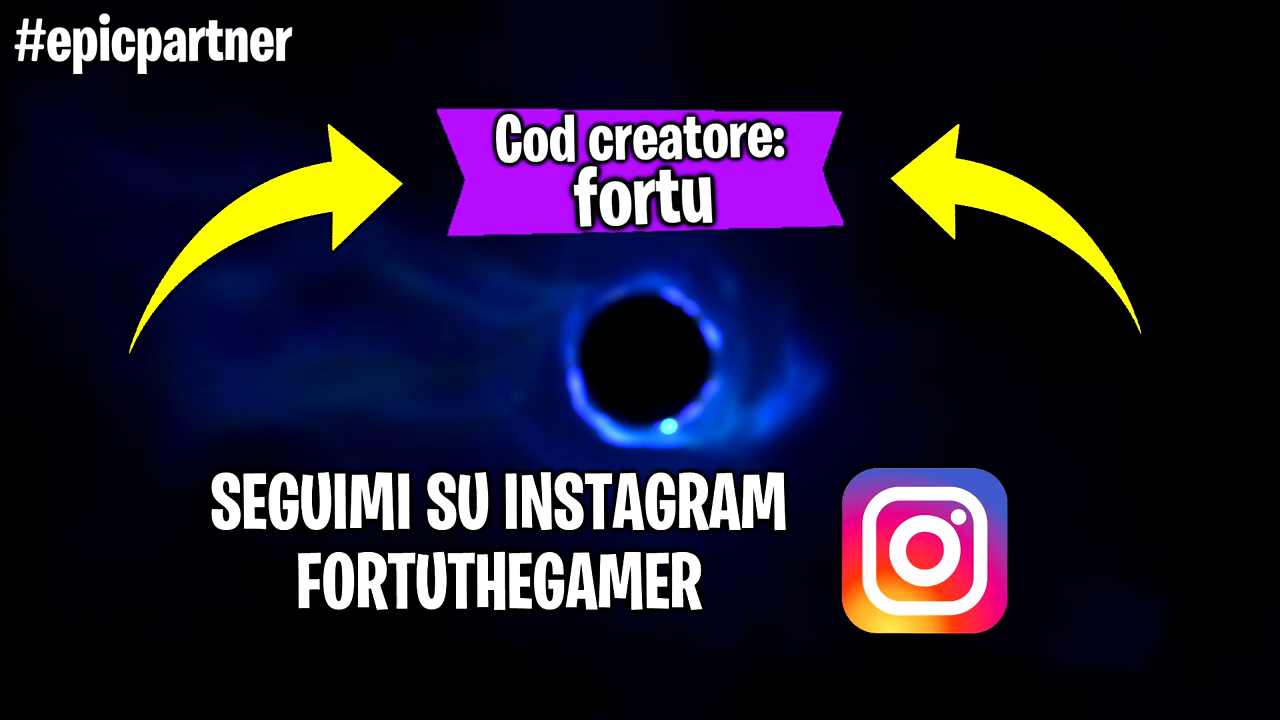 #epicpartner
Cod creatore:
fortu
SEGUIMI SU INSTAGRAM
FORTUTHEGAMER